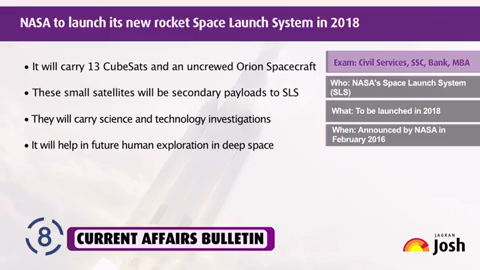 NASA to launch its new rocket Space Launch System in 2018
It will carry 13 CubeSats and an uncrewed Orion Spacecraft
These small satellites will be secondary payloads to SLS
They will carry science and technology investigations
It will help in future human exploration in deep space
Exam: Civil Services, SSC, Bank, MBA
Who: NASA's Space Launch System
(SLS)
What: To be launched in 2018
When: Announced by NASA in
February 2016
8
CURRENT AFFAIRS BULLETIN
JAGRAN
Josh